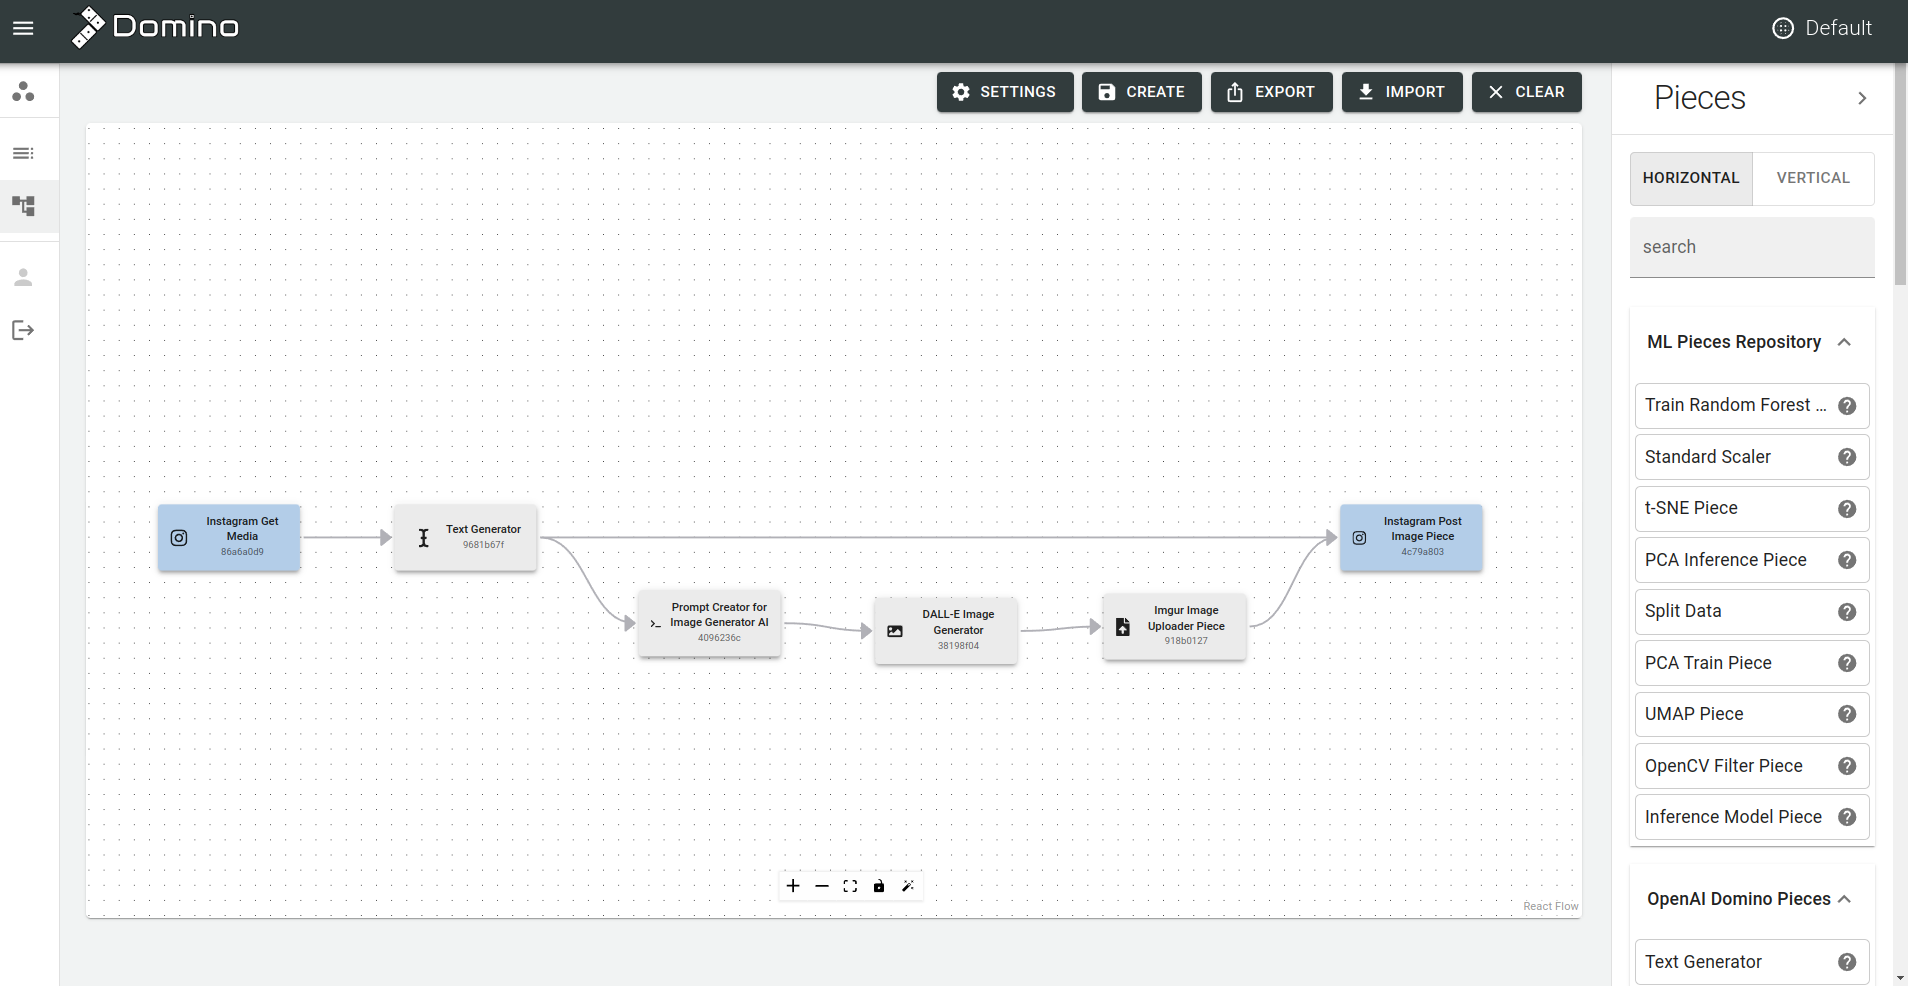 Domino
Default
SETTINGS
CREATE
EXPORT
IMPORT
CLEAR
Pieces
HORIZONTAL
VERTICAL
search
ML Pieces Repository
Train Random Forest ...
Standard Scaler
t-SNE Piece
PCA Inference Piece
Split Data
PCA Train Piece
UMAP Piece
OpenCV Filter Piece
Inference Model Piece
OpenAI Domino Pieces
Text Generator
Instagram Get
Media
86a6a0d9
Text Generator
9681b67f
Prompt Creator for
Image Generator AI
4096236c
DALL-E Image
Generator
38198f04
Imgur Image
Uploader Piece
918b0127
Instagram Post
Image Piece
4c79a803
React Flow